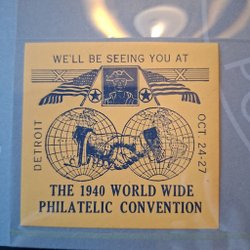 WE'LL BE SEEING YOU AT
DETROIT
OCT. 24-27
THE 1940 WORLD WIDE
PHILATELIC CONVENTION